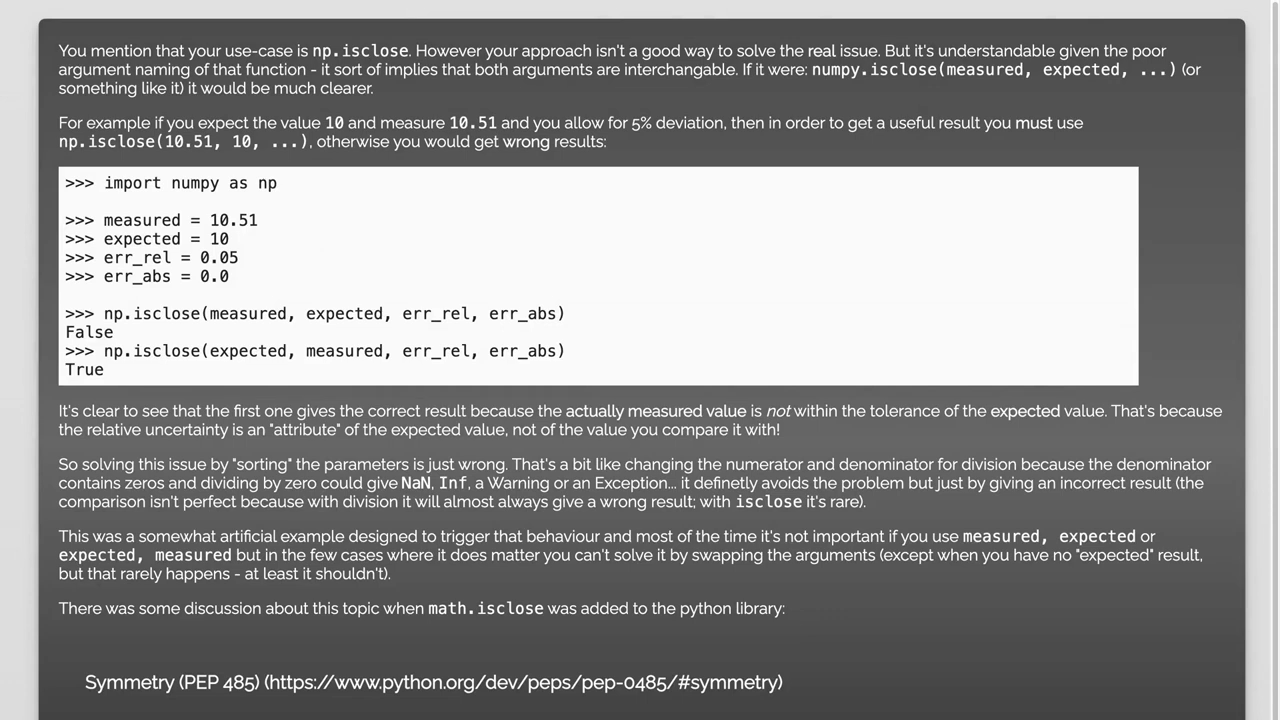 You mention that your use-case is np.isclose. However your approach isn't a good way to solve the real issue. But it's understandable given the poor
argument naming of that function - it sort of implies that both arguments are interchangable. If it were: numpy.isclose(measured, expected, ...) (or
something like it) it would be much clearer.
For example if you expect the value 10 and measure 10.51 and you allow for 5% deviation, then in order to get a useful result you must use
np.isclose(10.51, 10, ...), otherwise you would get wrong results:
>>> import numpy as np
>>> measured = 10.51
>>> expected = 10
>>> err_rel = 0.05
>>> err_abs = 0.0
>>> np.isclose(measured, expected, err_rel, err_abs)
False
>>> np.isclose(expected, measured, err_rel, err_abs)
True
It's clear to see that the first one gives the correct result because the actually measured value is not within the tolerance of the expected value. That's because
the relative uncertainty is an "attribute" of the expected value, not of the value you compare it with!
So solving this issue by "sorting" the parameters is just wrong. That's a bit like changing the numerator and denominator for division because the denominator
contains zeros and dividing by zero could give NaN, Inf, a Warning or an Exception... it definetly avoids the problem but just by giving an incorrect result (the
comparison isn't perfect because with division it will almost always give a wrong result; with isclose it's rare).
This was a somewhat artificial example designed to trigger that behaviour and most of the time it's not important if you use measured, expected or
expected, measured but in the few cases where it does matter you can't solve it by swapping the arguments (except when you have no "expected" result,
but that rarely happens - at least it shouldn't).
There was some discussion about this topic when math.isclose was added to the python library:
Symmetry (PEP 485) (https://www.python.org/dev/peps/pep-0485/#symmetry)